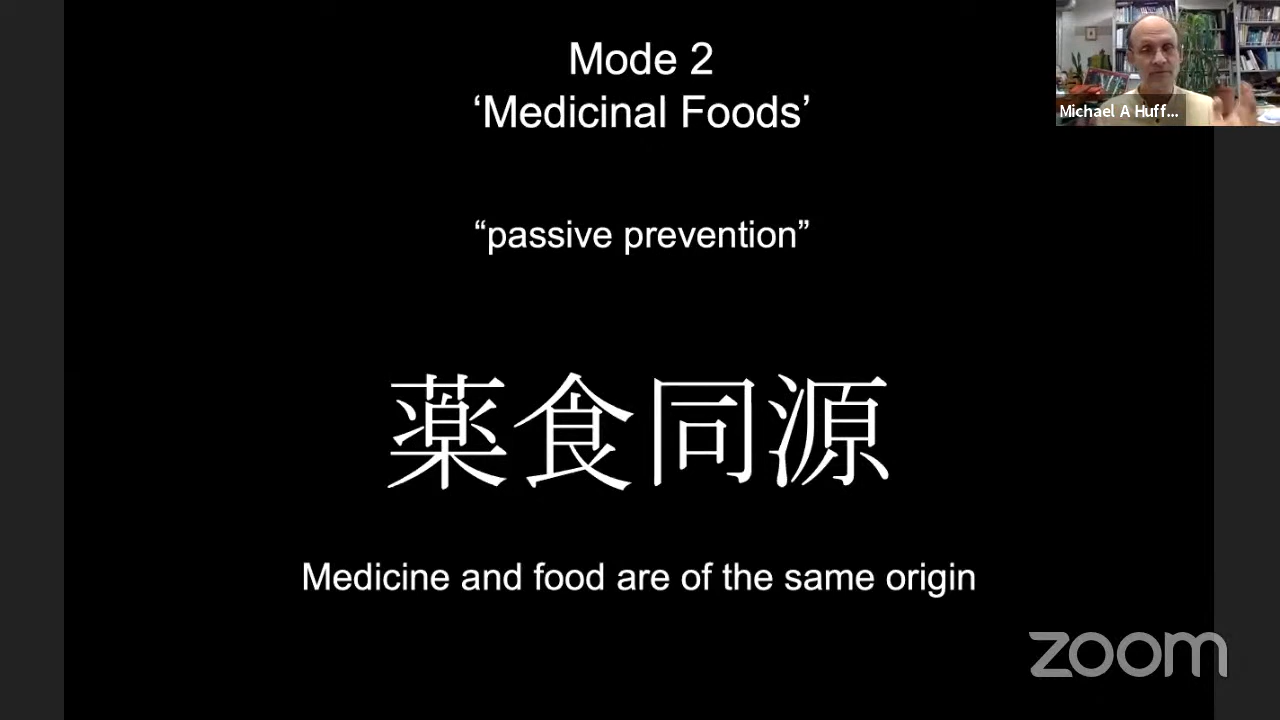 Mode 2
‘Medicinal Foods’
“passive prevention”
薬食同源
Medicine and food are of the same origin
Michael A Huff...
zoom